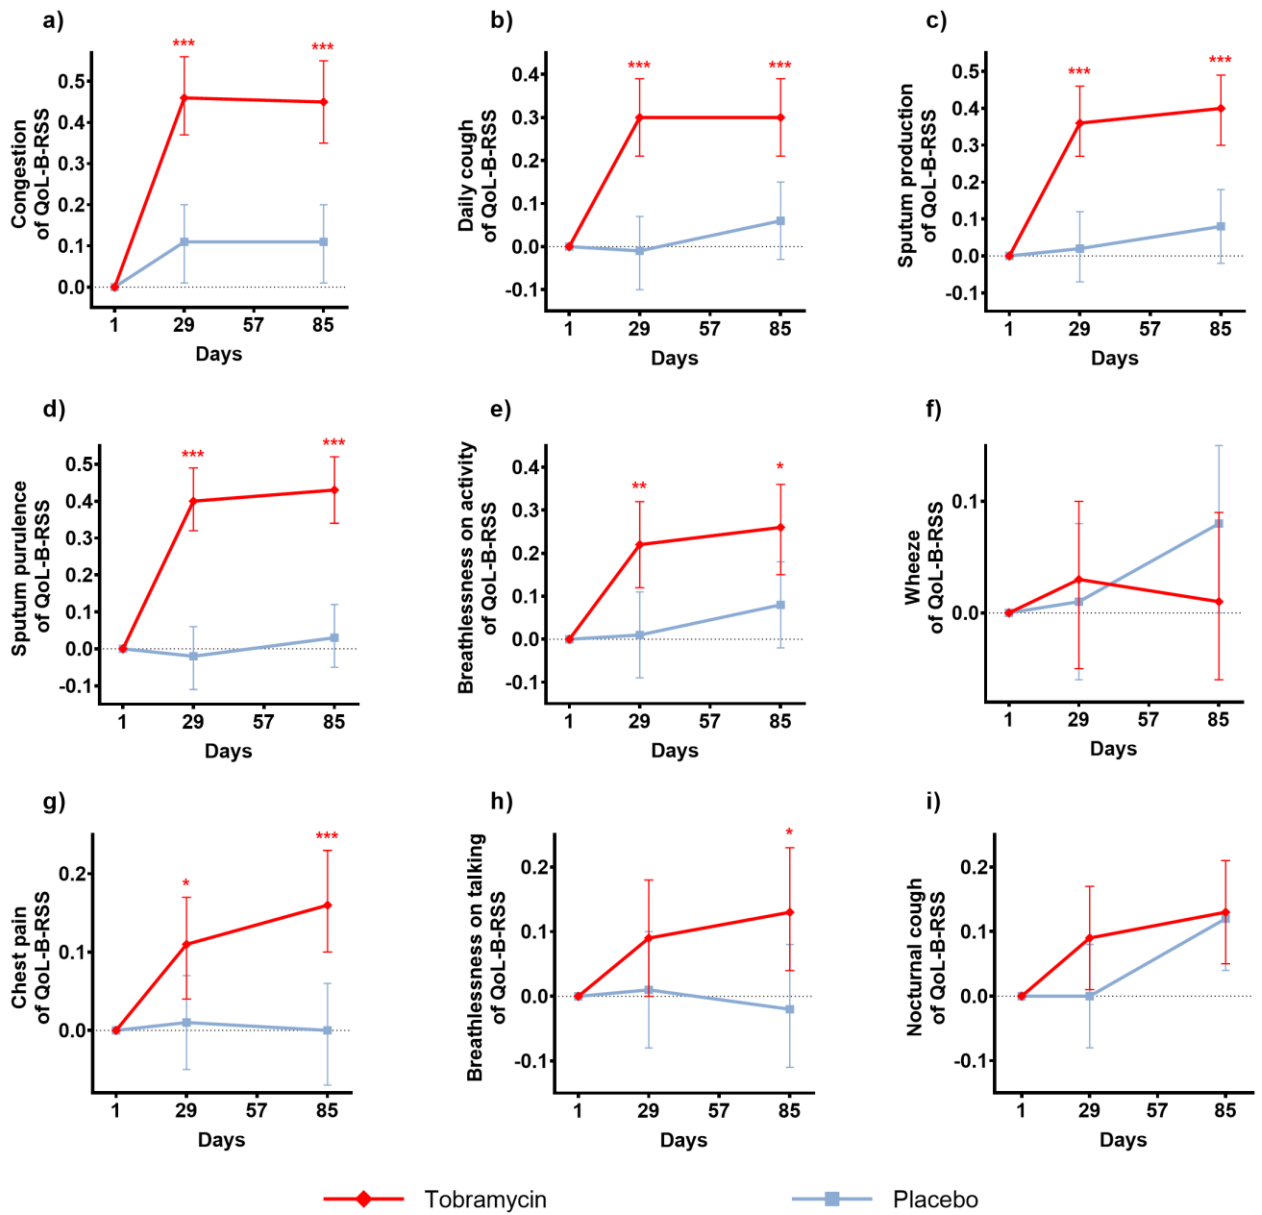 a)
***
***
Congestion
of QoL-B-RSS
0.5
0.4
0.3
0.2
0.1
0.0
1 29 57 85
Days
b)
***
***
Daily cough
of QoL-B-RSS
0.4
0.3
0.2
0.1
0.0
-0.1
1 29 57 85
Days
c)
***
***
Sputum production
of QoL-B-RSS
0.5
0.4
0.3
0.2
0.1
0.0
-0.1
1 29 57 85
Days
d)
***
***
Sputum purulence
of QoL-B-RSS
0.5
0.4
0.3
0.2
0.1
0.0
-0.1
1 29 57 85
Days
e)
**
*
Breathlessness on activity
of QoL-B-RSS
0.4
0.3
0.2
0.1
0.0
-0.1
1 29 57 85
Days
f)
Wheeze
of QoL-B-RSS
0.1
0.0
1 29 57 85
Days
g)
*
***
Chest pain
of QoL-B-RSS
0.2
0.1
0.0
1 29 57 85
Days
h)
*
Breathlessness on talking
of QoL-B-RSS
0.2
0.1
0.0
-0.1
1 29 57 85
Days
i)
Nocturnal cough
of QoL-B-RSS
0.2
0.1
0.0
-0.1
1 29 57 85
Days
Tobramycin
Placebo